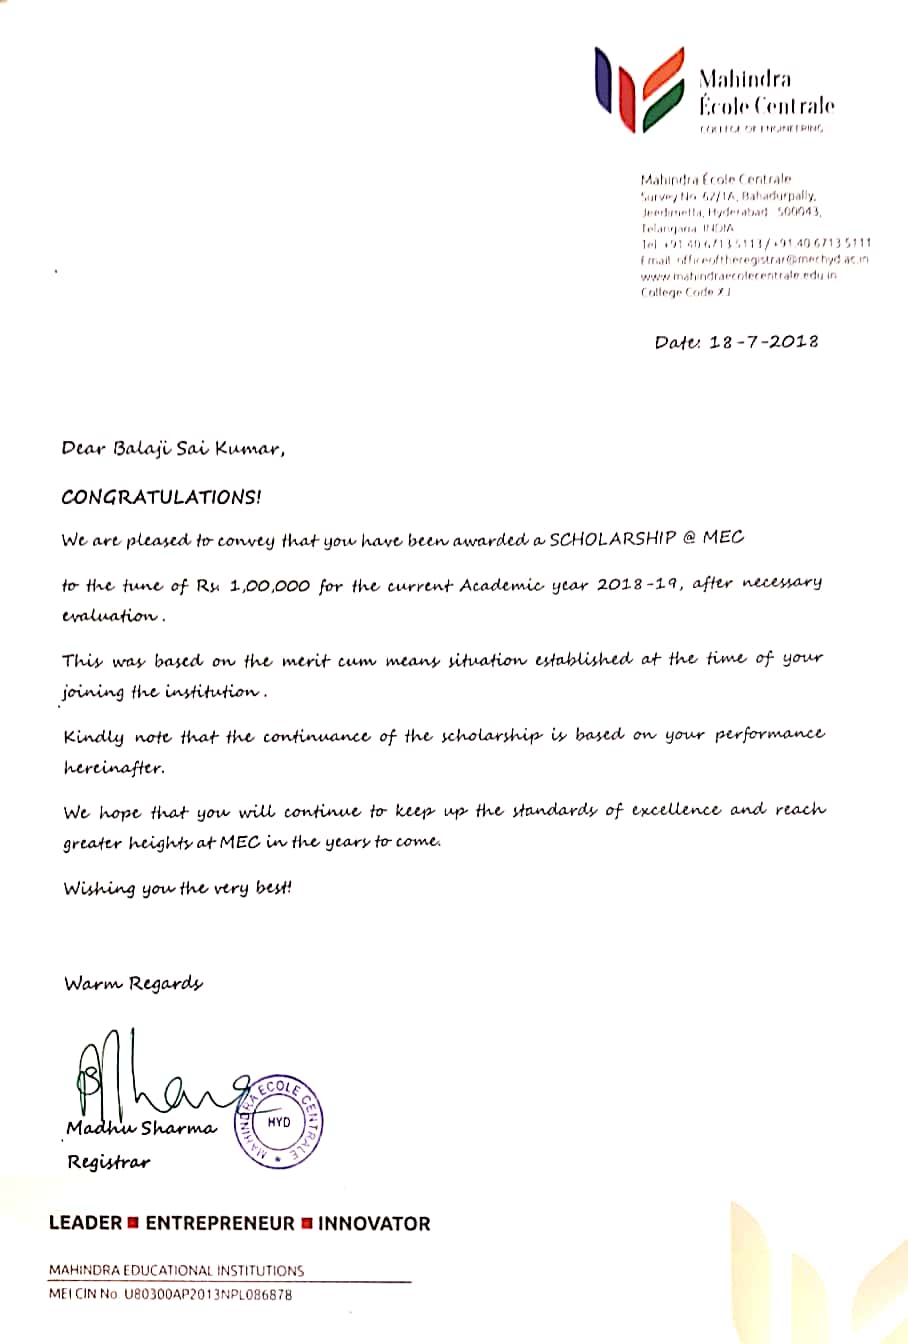 Mahindra
École Centrale
COLLEGE OF ENGINEERING
Mahindra École Centrale
Survey No. 62/1A, Bahadurpally,
Jeedimetla, Hyderabad 500043,
Telangana INDIA
Tel +91 40 6713 5113 / +91 40 6713 5111
Email officeoftheregistrar@mechyd.ac.in
www.mahindraecolecentrale.edu.in
College Code XJ
Date: 18-7-2018
Dear Balaji Sai Kumar,
CONGRATULATIONS!
We are pleased to convey that you have been awarded a SCHOLARSHIP @ MEC
to the tune of Rs. 1,00,000 for the current Academic year 2018-19, after necessary
evaluation.
This was based on the merit cum means situation established at the time of your
joining the institution.
Kindly note that the continuance of the scholarship is based on your performance
hereinafter.
We hope that you will continue to keep up the standards of excellence and reach
greater heights at MEC in the years to come.
Wishing you the very best!
Warm Regards
MAHINDRA ECOLE CENTRALE
HYD
Madhu Sharma
Registrar
LEADER ■ ENTREPRENEUR ■ INNOVATOR
MAHINDRA EDUCATIONAL INSTITUTIONS
MEI CIN No. U80300AP2013NPL086878